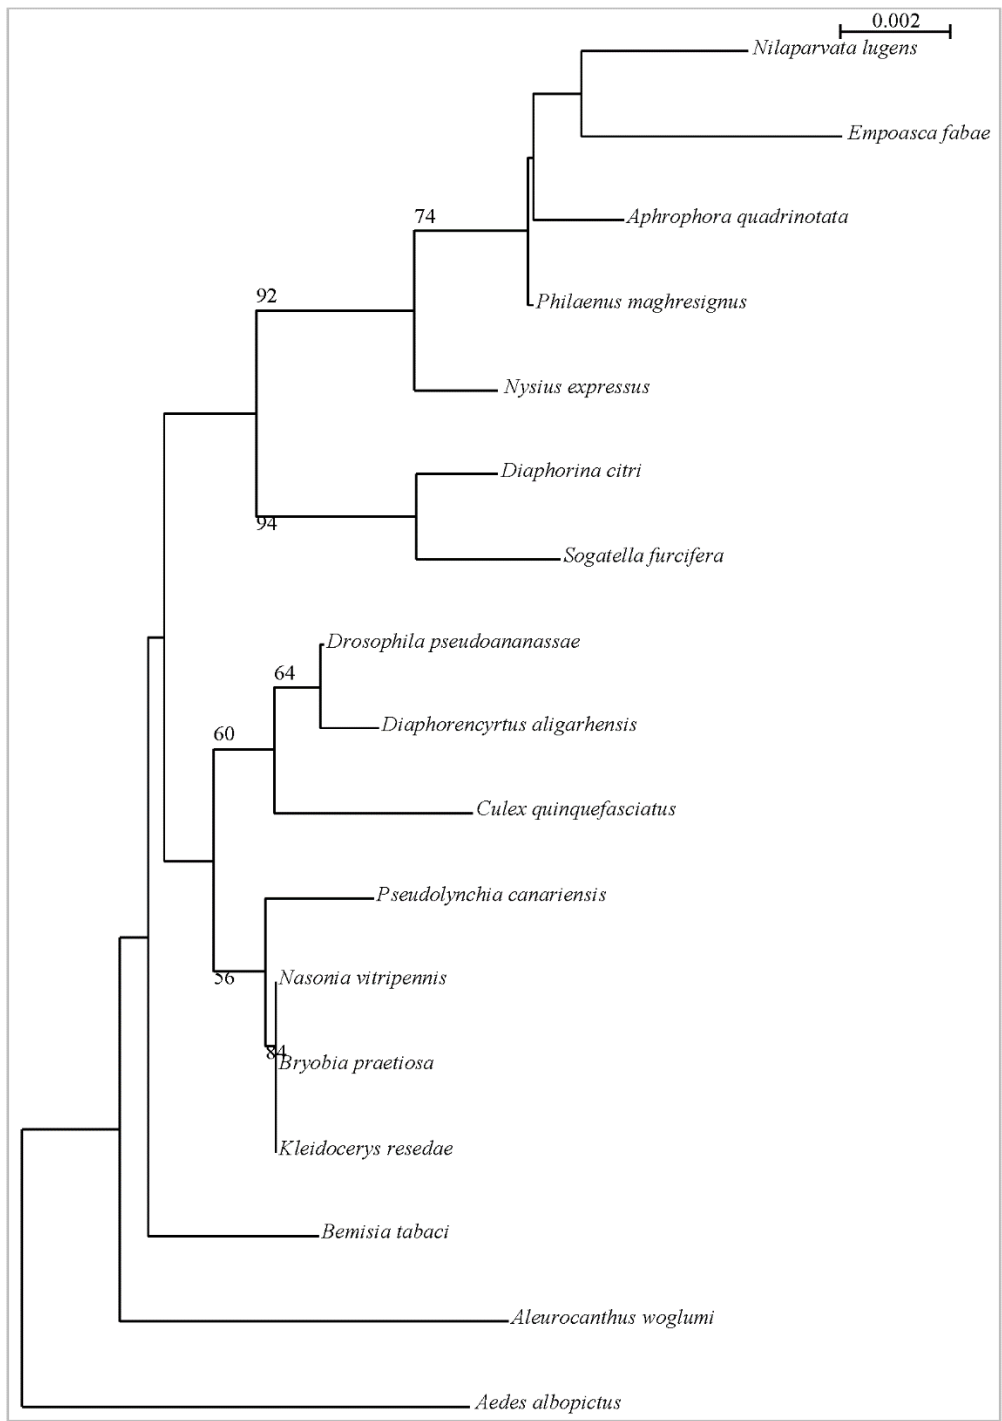 0.002
Nilaparvata lugens
Empoasca fabae
Aphrophora quadrinotata
74
92
Philaenus maghresignus
Nysius expressus
Diaphorina citri
94
Sogatella furcifera
Drosophila pseudoananassae
64
Diaphorencyrtus aligarhensis
60
Culex quinquefasciatus
Pseudolynchia canariensis
56
Nasonia vitripennis
84
Bryobia praetiosa
Kleidocerys resedae
Bemisia tabaci
Aleurocanthus woglumi
Aedes albopictus